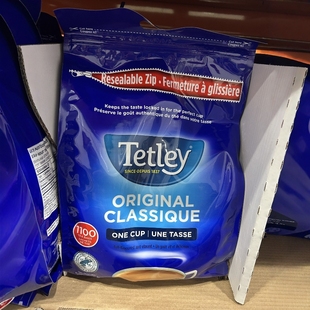 Resealable Zip • Fermeture à glissière
Keeps the taste locked in for the perfect cup
Préserve le goût authentique du thé dans votre tasse
Tetley
SINCE • DEPUIS 1837
ORIGINAL
CLASSIQUE
ONE CUP | UNE TASSE
1100